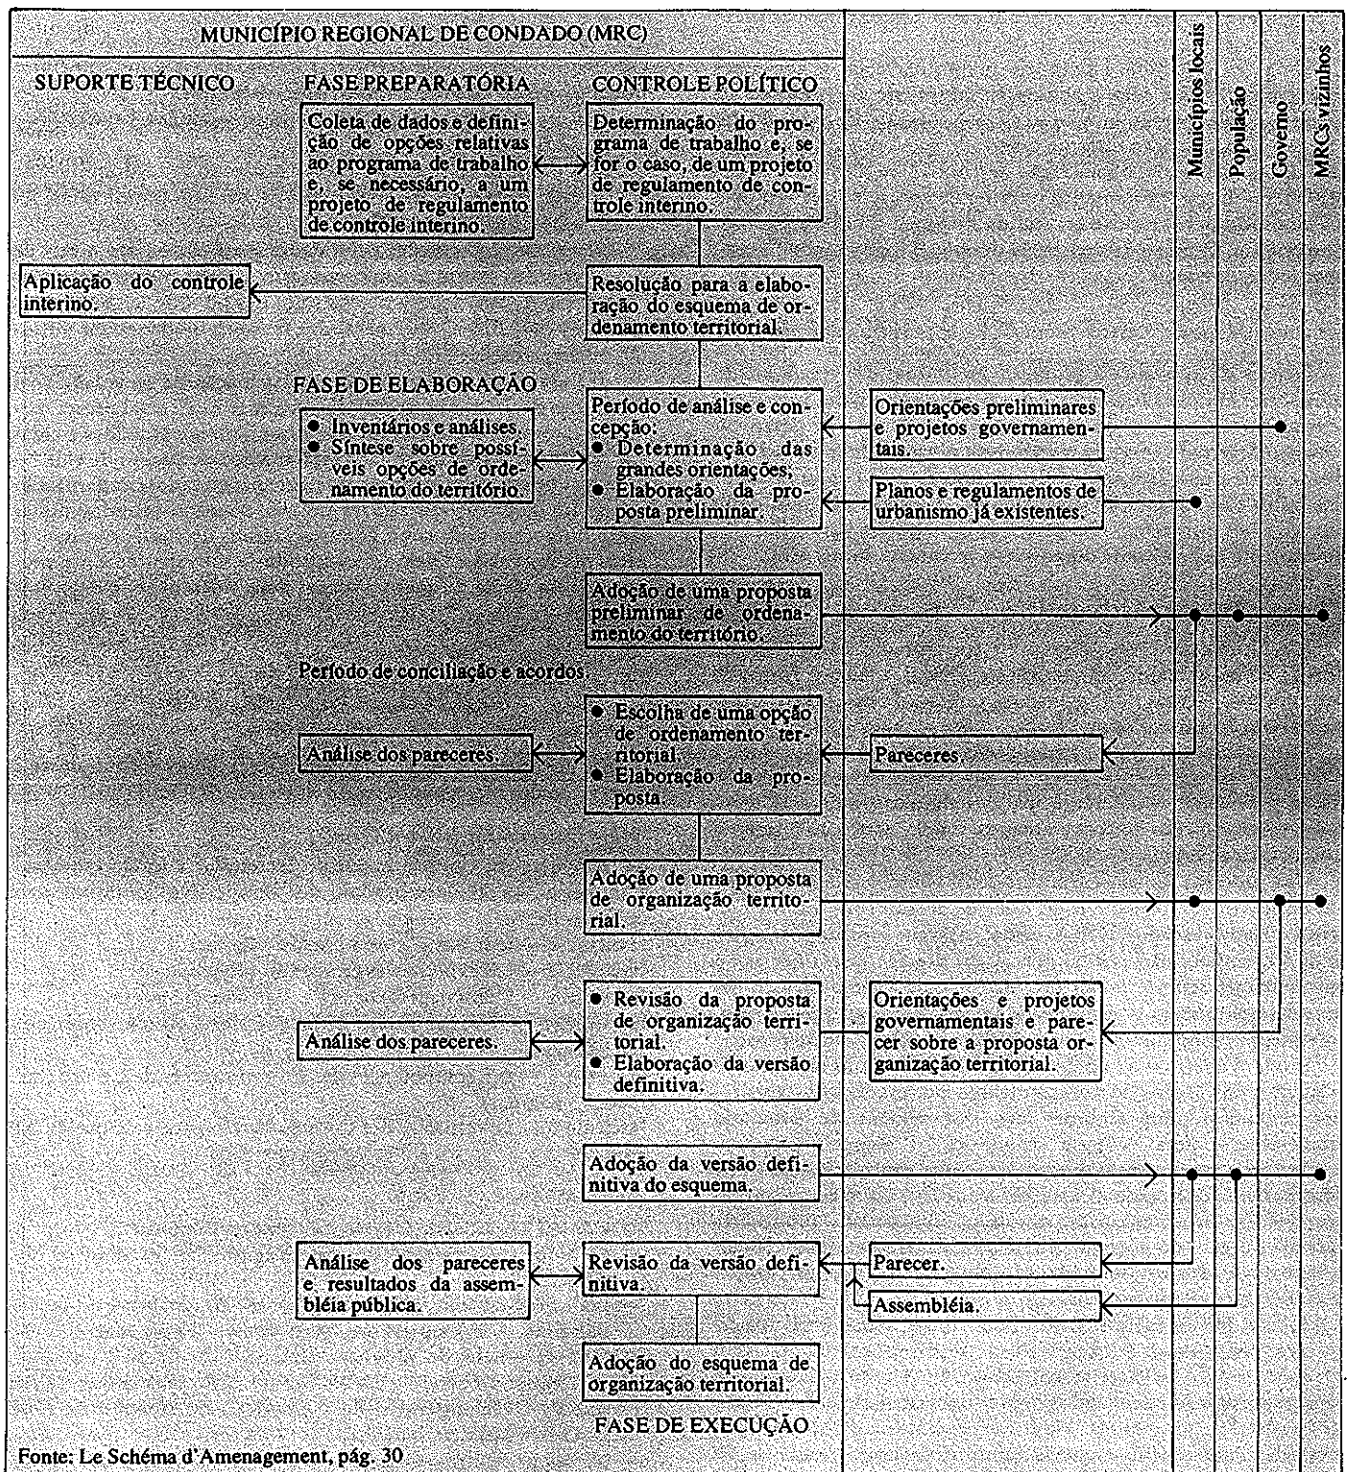 MUNICÍPIO REGIONAL DE CONDADO (MRC)
Municípios locais
População
Governo
MRCs vizinhos
SUPORTE TÉCNICO
FASE PREPARATÓRIA
CONTROLE POLÍTICO
Coleta de dados e defini-
ção de opções relativas
ao programa de trabalho
e, se necessário, a um
projeto de regulamento
de controle interino.
Determinação do pro-
grama de trabalho e, se
for o caso, de um projeto
de regulamento de con-
trole interino.
Aplicação do controle
interino.
Resolução para a elabo-
ração do esquema de or-
denamento territorial.
FASE DE ELABORAÇÃO
● Inventários e análises.
● Síntese sobre possí-
veis opções de orde-
namento do território.
Período de análise e con-
cepção:
● Determinação das
grandes orientações;
● Elaboração da pro-
posta preliminar.
Orientações preliminares
e projetos governamen-
tais.
Planos e regulamentos de
urbanismo já existentes.
Adoção de uma proposta
preliminar de ordena-
mento do território.
Período de conciliação e acordos
Análise dos pareceres.
● Escolha de uma opção
de ordenamento ter-
ritorial.
● Elaboração da pro-
posta
Pareceres.
Adoção de uma proposta
de organização territo-
rial.
Análise dos pareceres.
● Revisão da proposta
de organização terri-
torial.
● Elaboração da versão
definitiva.
Orientações e projetos
governamentais e pare-
cer sobre a proposta or-
ganização territorial.
Adoção da versão defi-
nitiva do esquema.
Análise dos pareceres
e resultados da assem-
bléia pública.
Revisão da versão defi-
nitiva.
Parecer.
Assembléia.
Adoção do esquema de
organização territorial.
FASE DE EXECUÇÃO
Fonte: Le Schéma d'Amenagement, pág. 30